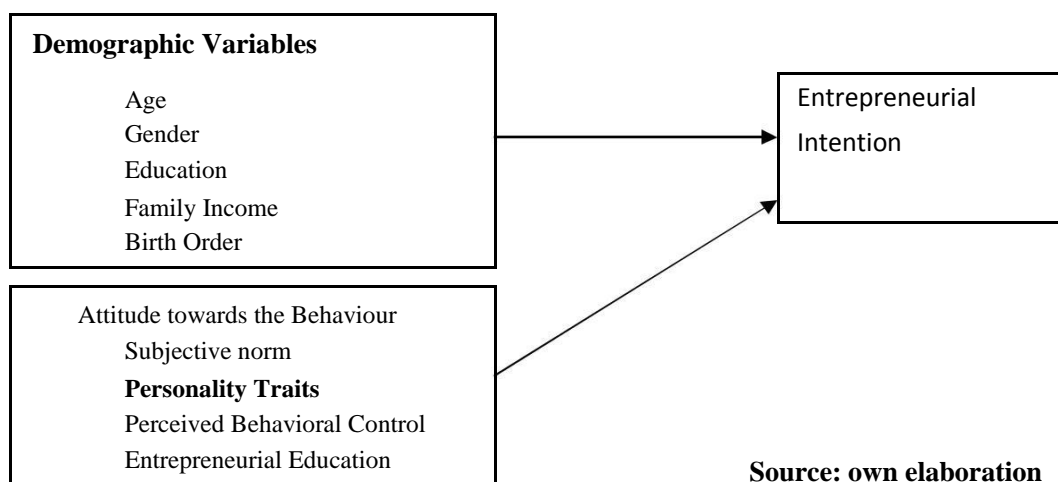 Demographic Variables
Age
Gender
Education
Family Income
Birth Order
Entrepreneurial
Intention
Attitude towards the Behaviour
Subjective norm
Personality Traits
Perceived Behavioral Control
Entrepreneurial Education
Source: own elaboration